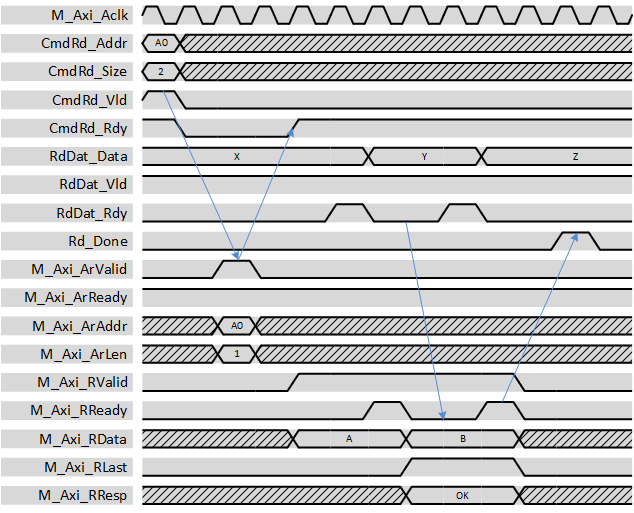 M_Axi_Aclk
CmdRd_Addr A0
CmdRd_Size 2
CmdRd_Vld
CmdRd_Rdy
RdDat_Data X Y Z
RdDat_Vld
RdDat_Rdy
Rd_Done
M_Axi_ArValid
M_Axi_ArReady
M_Axi_ArAddr A0
M_Axi_ArLen 1
M_Axi_RValid
M_Axi_RReady
M_Axi_RData A B
M_Axi_RLast
M_Axi_RResp OK